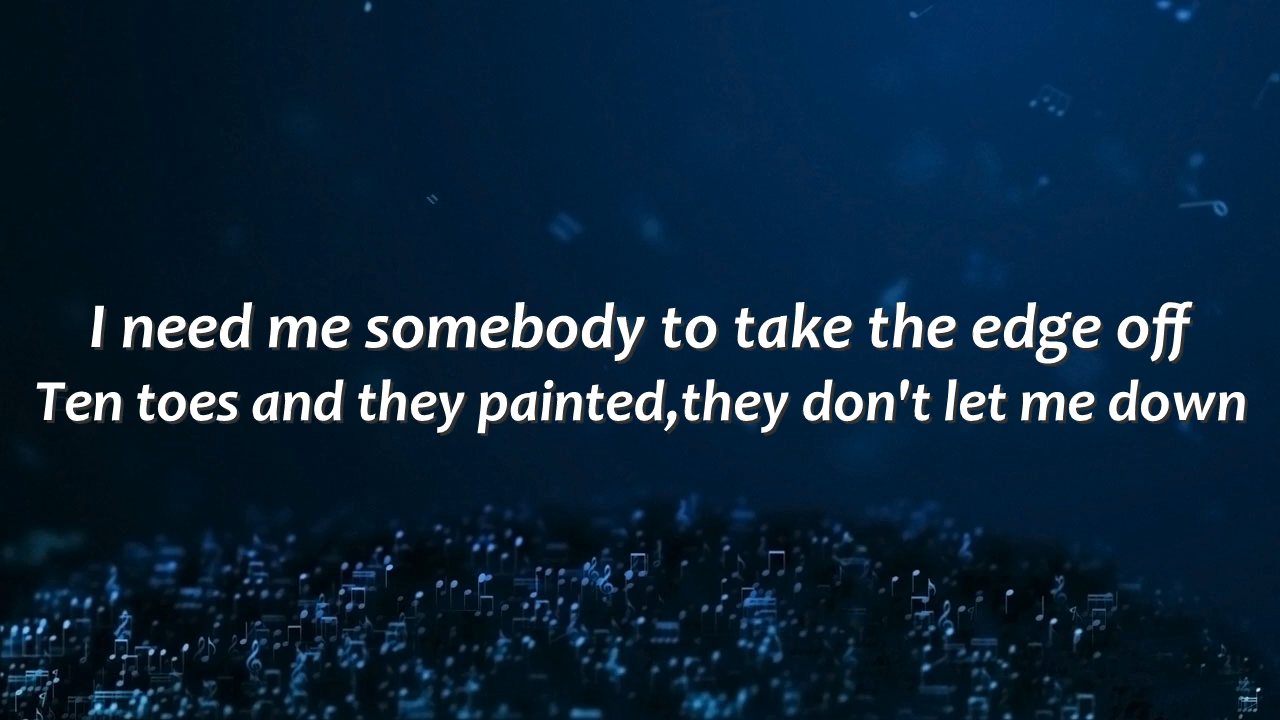 I need me somebody to take the edge off
Ten toes and they painted,they don't let me down